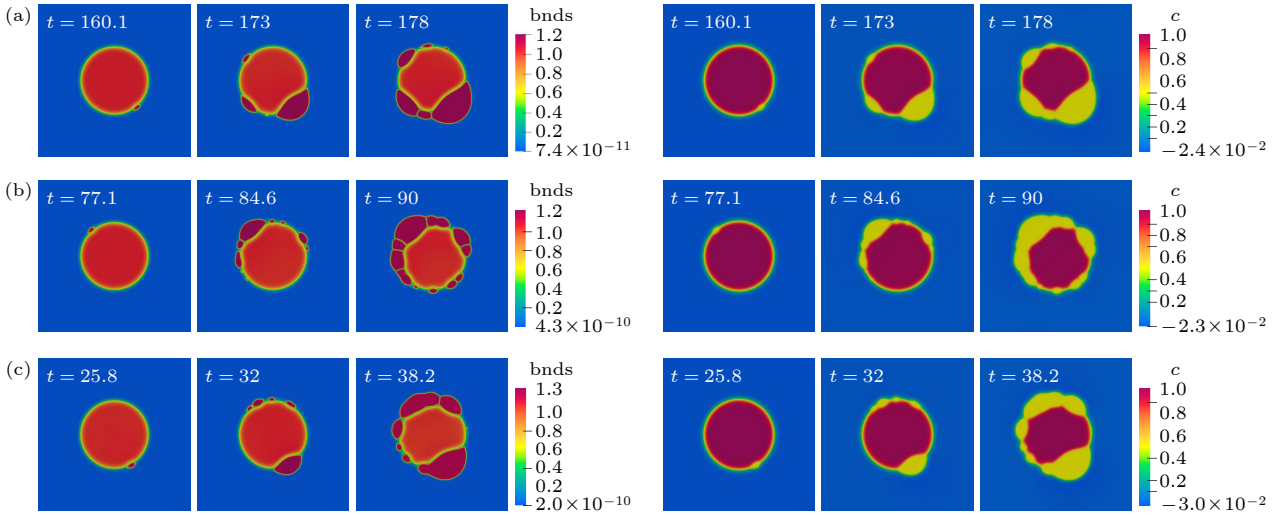 (a)
t = 160.1
t = 173
t = 178
bnds
1.2
1.0
0.8
0.6
0.4
0.2
7.4×10⁻¹¹
t = 160.1
t = 173
t = 178
c
1.0
0.8
0.6
0.4
0.2
−2.4×10⁻²
(b)
t = 77.1
t = 84.6
t = 90
bnds
1.2
1.0
0.8
0.6
0.4
0.2
4.3×10⁻¹⁰
t = 77.1
t = 84.6
t = 90
c
1.0
0.8
0.6
0.4
0.2
−2.3×10⁻²
(c)
t = 25.8
t = 32
t = 38.2
bnds
1.3
1.0
0.8
0.6
0.4
0.2
2.0×10⁻¹⁰
t = 25.8
t = 32
t = 38.2
c
1.0
0.8
0.6
0.4
0.2
−3.0×10⁻²